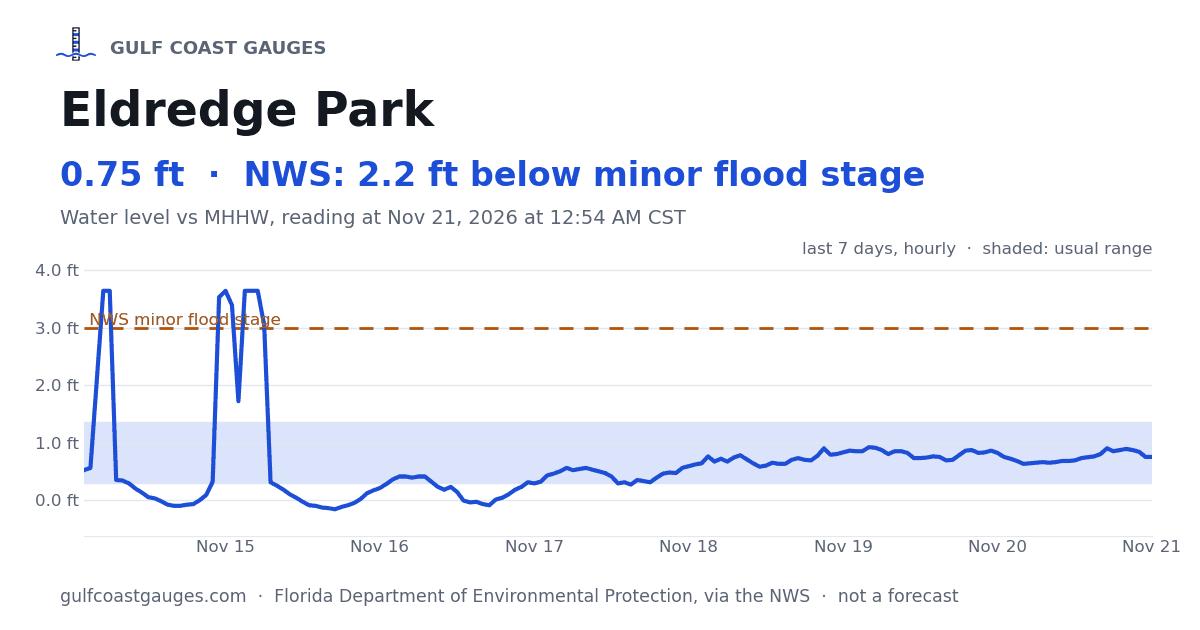 GULF COAST GAUGES
Eldredge Park
0.75 ft · NWS: 2.2 ft below minor flood stage
Water level vs MHHW, reading at Nov 21, 2026 at 12:54 AM CST
last 7 days, hourly · shaded: usual range
4.0 ft
NWS minor flood stage
3.0 ft
2.0 ft
1.0 ft
0.0 ft
Nov 15 Nov 16 Nov 17 Nov 18 Nov 19 Nov 20 Nov 21
gulfcoastgauges.com · Florida Department of Environmental Protection, via the NWS · not a forecast